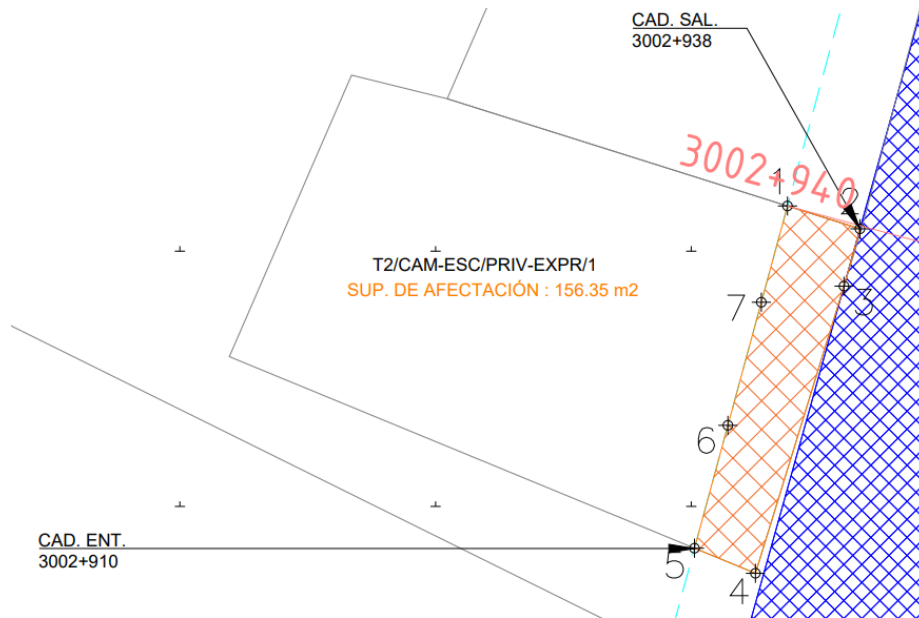 CAD. SAL.
3002+938
3002+940
1
2
T2/CAM-ESC/PRIV-EXPR/1
SUP. DE AFECTACIÓN : 156.35 m2
7
3
6
CAD. ENT.
3002+910
5
4